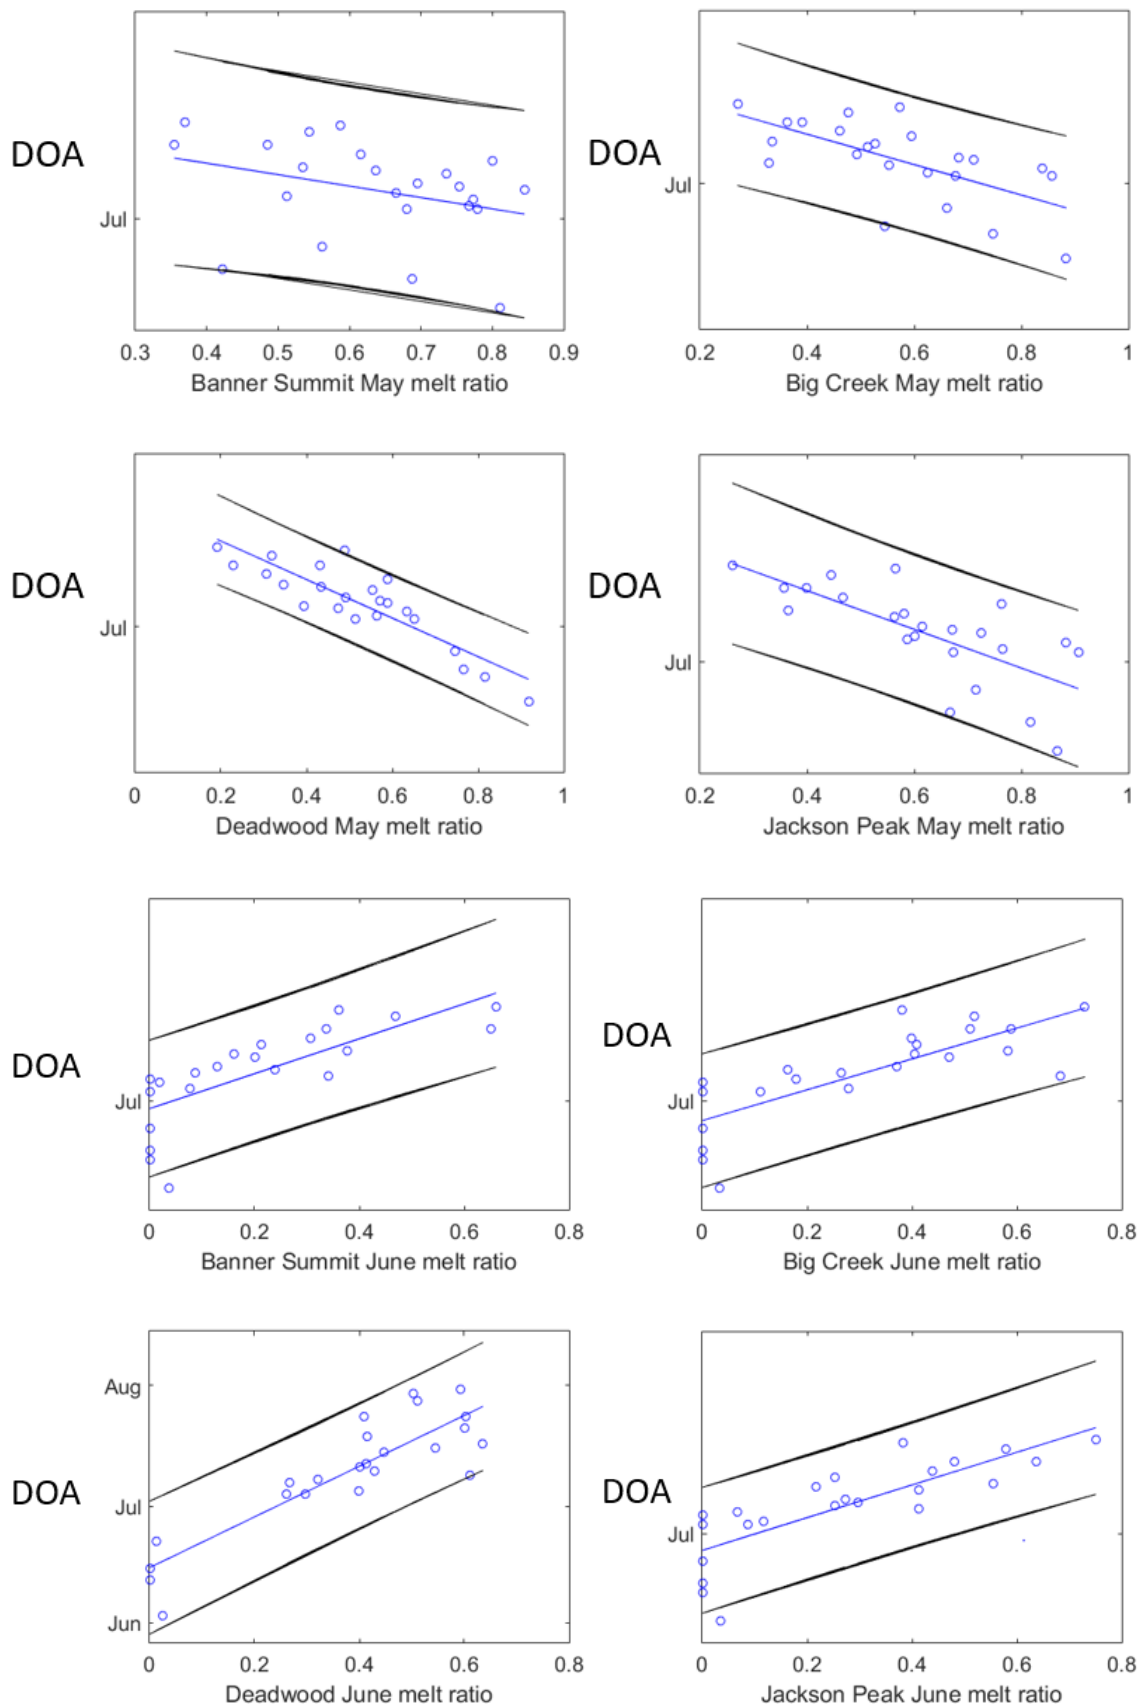 DOA
Jul
0.3 0.4 0.5 0.6 0.7 0.8 0.9
Banner Summit May melt ratio
DOA
Jul
0.2 0.4 0.6 0.8 1
Big Creek May melt ratio
DOA
Jul
0 0.2 0.4 0.6 0.8 1
Deadwood May melt ratio
DOA
Jul
0.2 0.4 0.6 0.8 1
Jackson Peak May melt ratio
DOA
Jul
0 0.2 0.4 0.6 0.8
Banner Summit June melt ratio
DOA
Jul
0 0.2 0.4 0.6 0.8
Big Creek June melt ratio
Aug
DOA
Jul
Jun
0 0.2 0.4 0.6 0.8
Deadwood June melt ratio
DOA
Jul
0 0.2 0.4 0.6 0.8
Jackson Peak June melt ratio